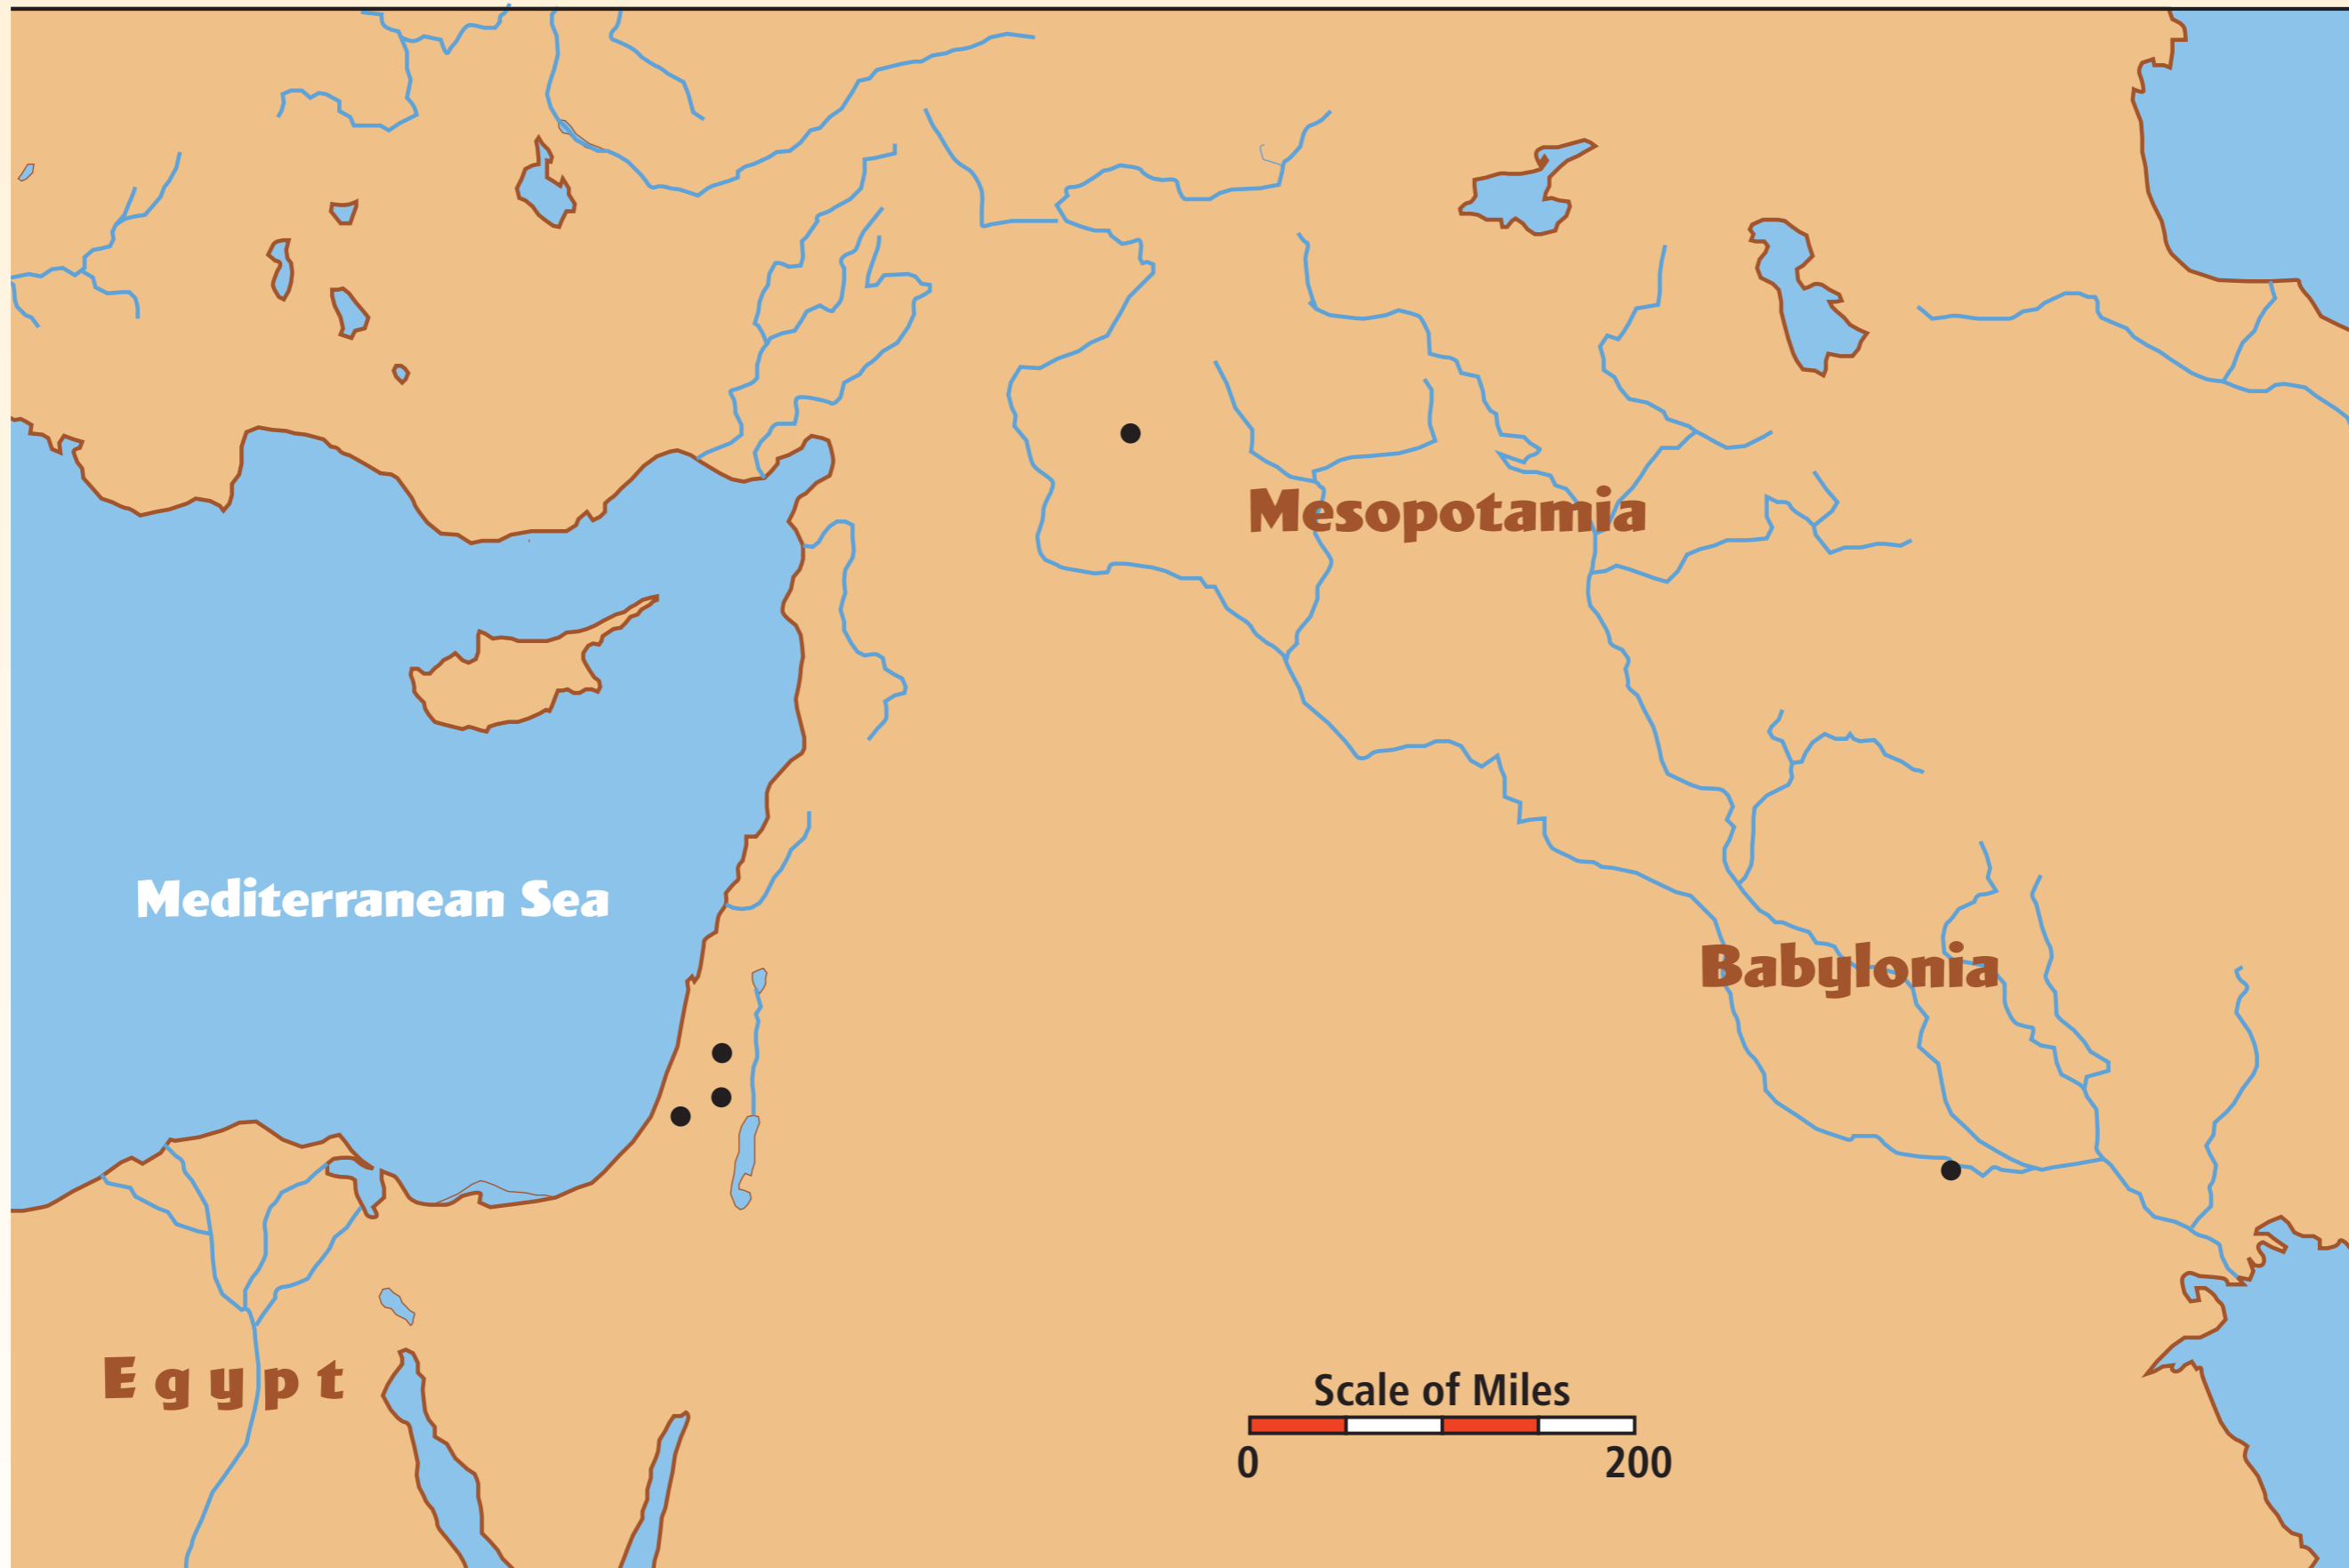 Mesopotamia
Mediterranean Sea
Babylonia
Egypt
Scale of Miles
0 200